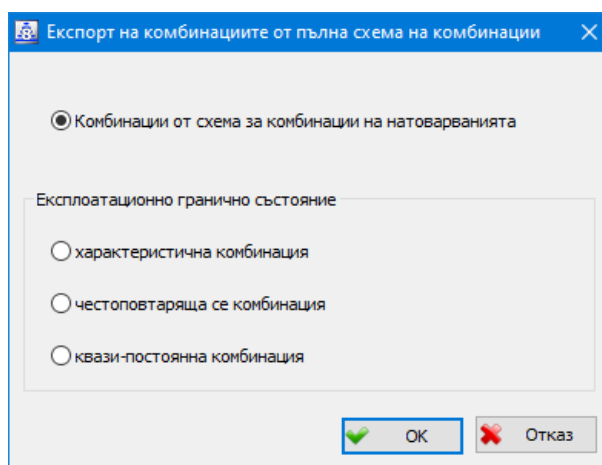 Експорт на комбинациите от пълна схема на комбинации
Комбинации от схема за комбинации на натоварванията
Експлоатационно гранично състояние
характеристична комбинация
честоповтаряща се комбинация
квази-постоянна комбинация
OK
Отказ